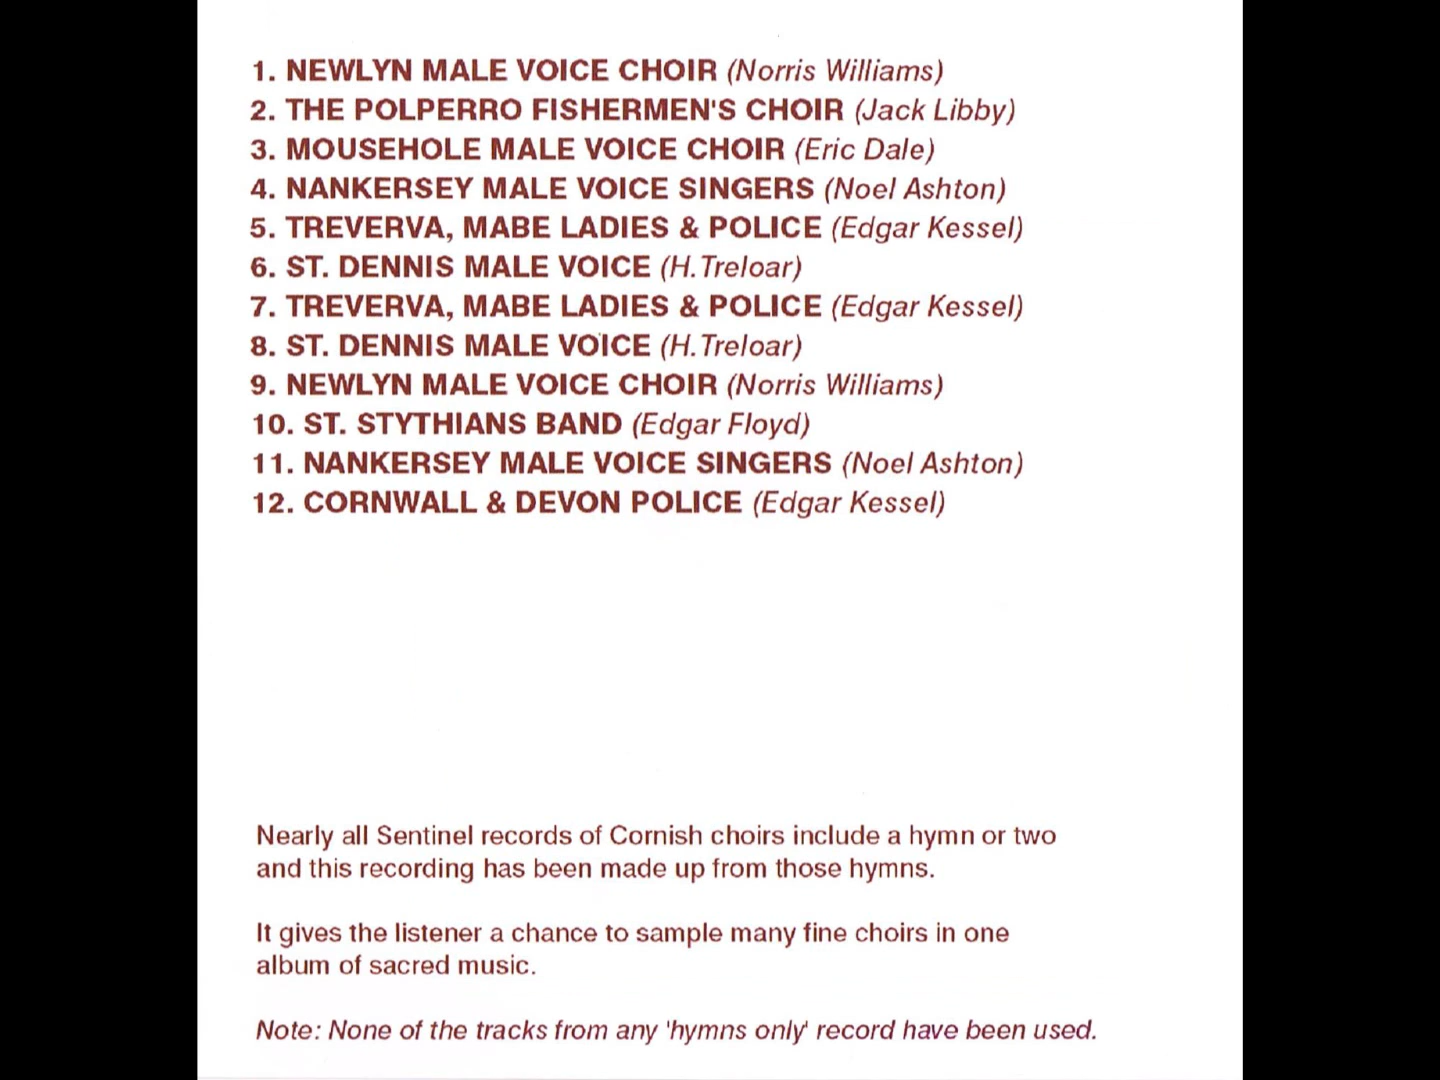 1. NEWLYN MALE VOICE CHOIR (Norris Williams)
2. THE POLPERRO FISHERMEN'S CHOIR (Jack Libby)
3. MOUSEHOLE MALE VOICE CHOIR (Eric Dale)
4. NANKERSEY MALE VOICE SINGERS (Noel Ashton)
5. TREVERVA, MABE LADIES & POLICE (Edgar Kessel)
6. ST. DENNIS MALE VOICE (H. Treloar)
7. TREVERVA, MABE LADIES & POLICE (Edgar Kessel)
8. ST. DENNIS MALE VOICE (H. Treloar)
9. NEWLYN MALE VOICE CHOIR (Norris Williams)
10. ST. STYTHIANS BAND (Edgar Floyd)
11. NANKERSEY MALE VOICE SINGERS (Noel Ashton)
12. CORNWALL & DEVON POLICE (Edgar Kessel)
Nearly all Sentinel records of Cornish choirs include a hymn or two
and this recording has been made up from those hymns.
It gives the listener a chance to sample many fine choirs in one
album of sacred music.
Note: None of the tracks from any 'hymns only' record have been used.